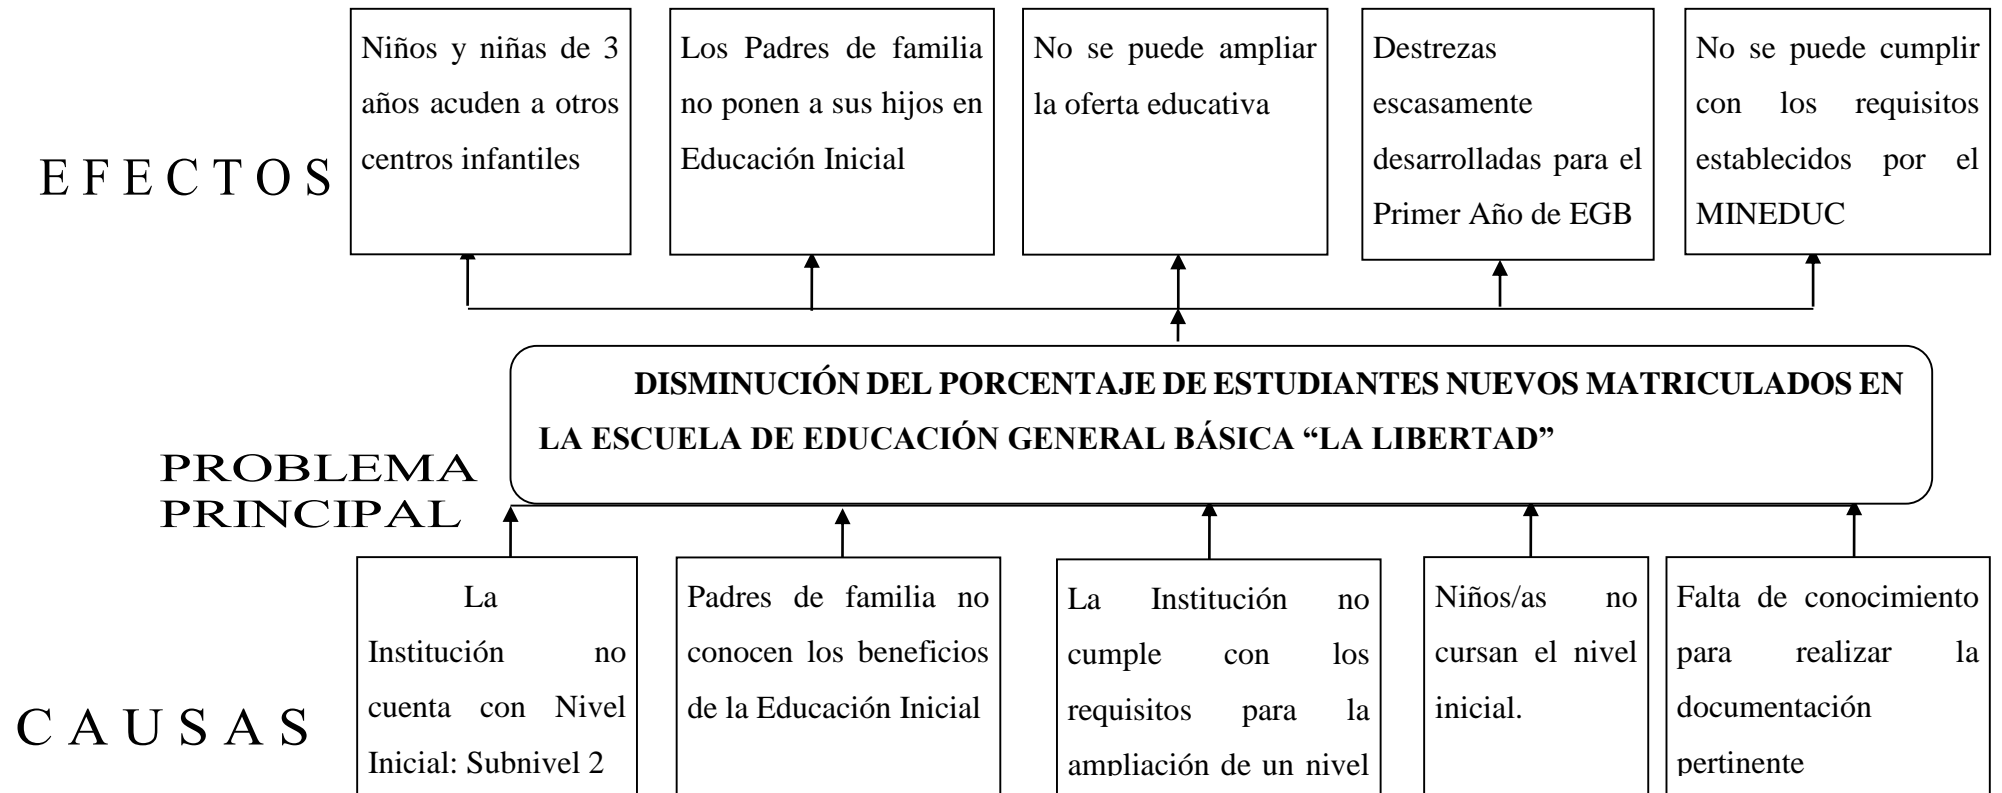 Niños y niñas de 3
años acuden a otros
centros infantiles
Los Padres de familia
no ponen a sus hijos en
Educación Inicial
No se puede ampliar
la oferta educativa
Destrezas
escasamente
desarrolladas para el
Primer Año de EGB
No se puede cumplir
con los requisitos
establecidos por el
MINEDUC
EFECTOS
DISMINUCIÓN DEL PORCENTAJE DE ESTUDIANTES NUEVOS MATRICULADOS EN
LA ESCUELA DE EDUCACIÓN GENERAL BÁSICA “LA LIBERTAD”
PROBLEMA
PRINCIPAL
La
Institución no
cuenta con Nivel
Inicial: Subnivel 2
Padres de familia no
conocen los beneficios
de la Educación Inicial
La Institución no
cumple con los
requisitos para la
ampliación de un nivel
Niños/as no
cursan el nivel
inicial.
Falta de conocimiento
para realizar la
documentación
pertinente
CAUSAS